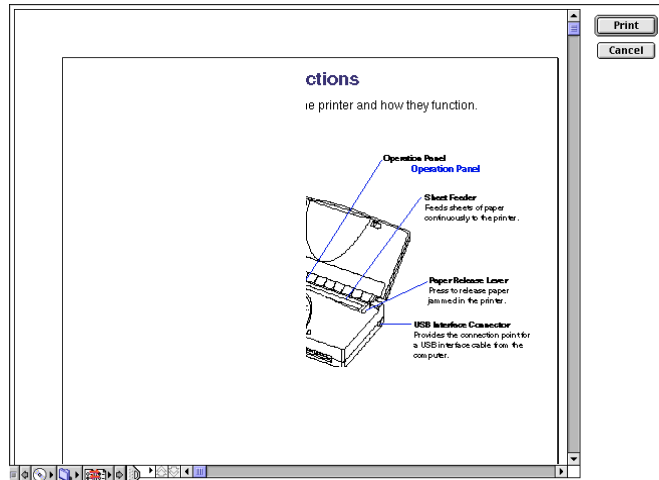 Print
Cancel
ctions
e printer and how they function.
Operation Panel
Operation Panel
Sheet Feeder
Feeds sheets of paper
continuously to the printer.
Paper Release Lever
Press to release paper
jammed in the printer.
USB Interface Connector
Provides the connection point for
a USB interface cable from the
computer.